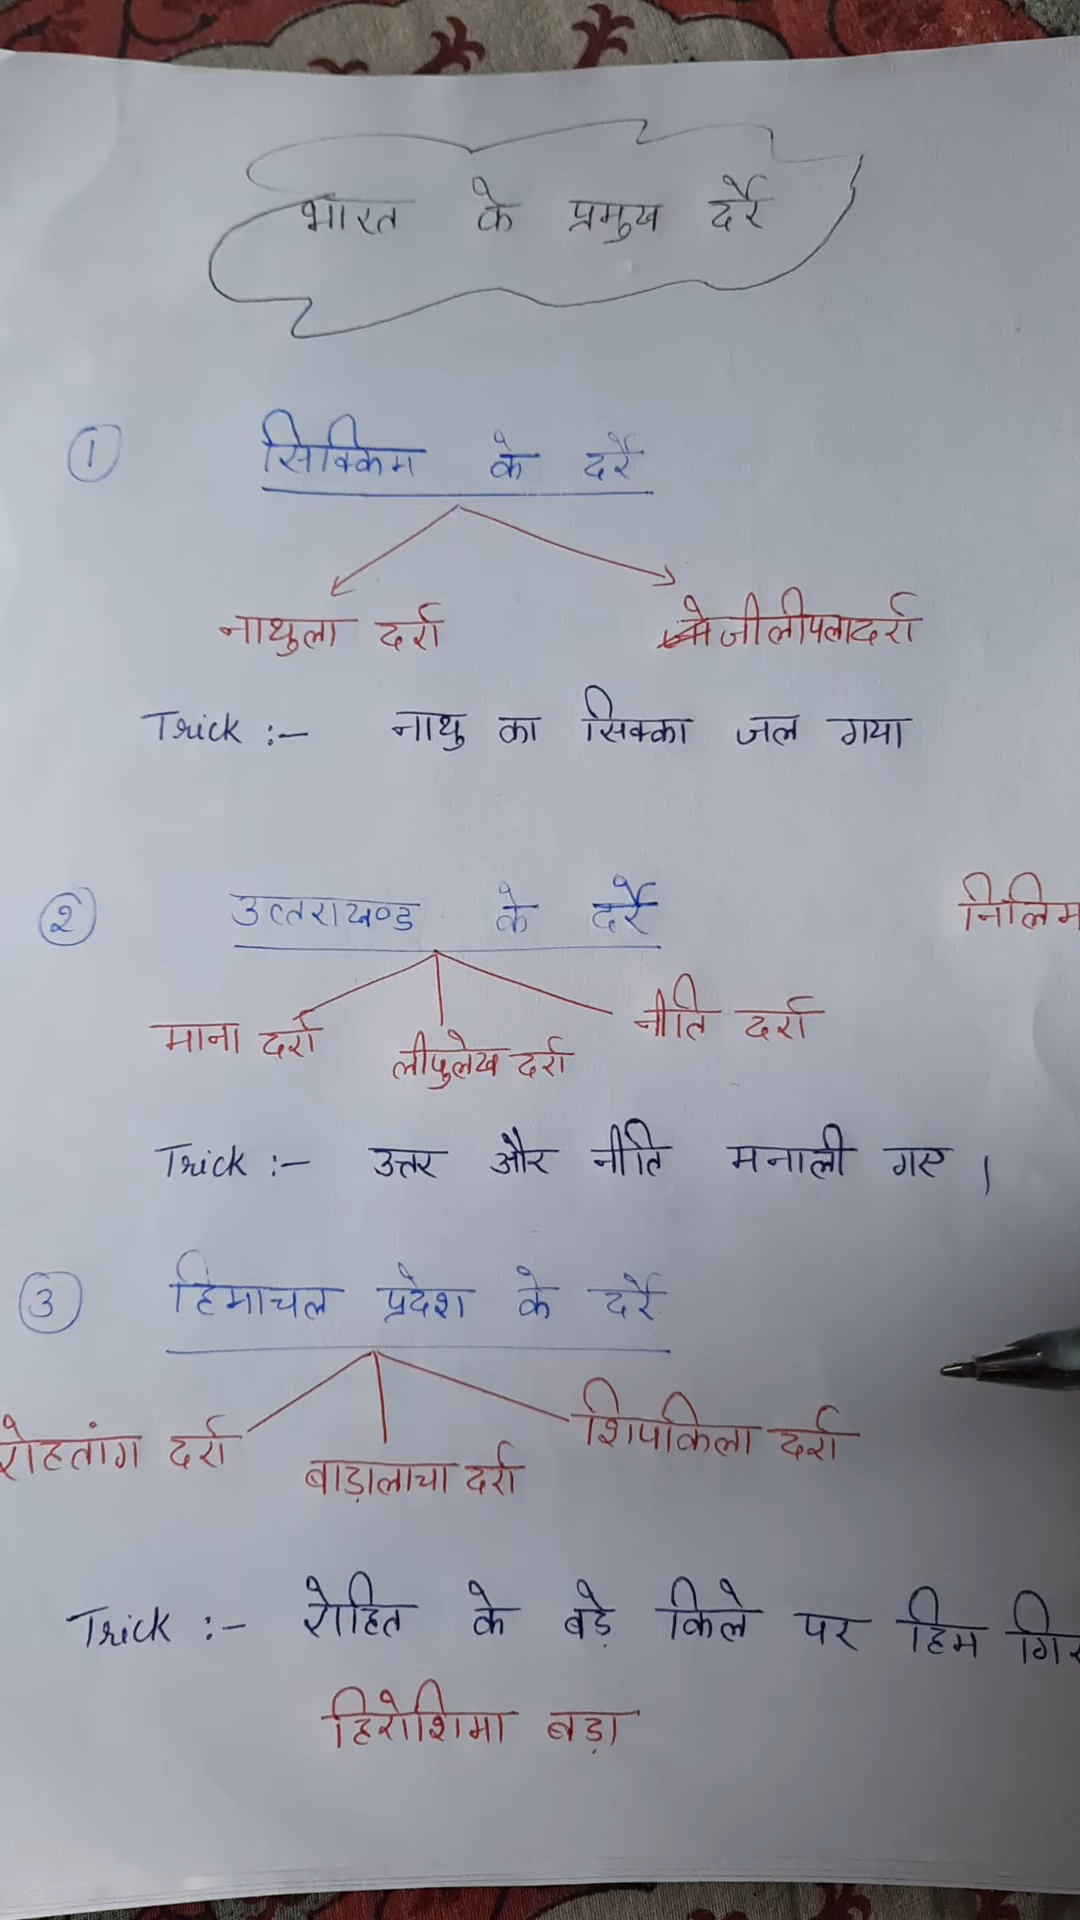 भारत के प्रमुख दर्रे
① सिक्किम के दर्रे
नाथुला दर्रा जीलीपलादर्रा
Trick :- नाथु का सिक्का जल गया
② उत्तराखण्ड के दर्रे
निलिम
माना दर्रा लीपुलेख दर्रा नीति दर्रा
Trick :- उत्तर और नीति मनाली गए ।
③ हिमाचल प्रदेश के दर्रे
रोहतांग दर्रा बाड़ालाचा दर्रा शिपकिला दर्रा
Trick :- रोहित के बड़े किले पर हिम
हिरोशिमा बड़ा